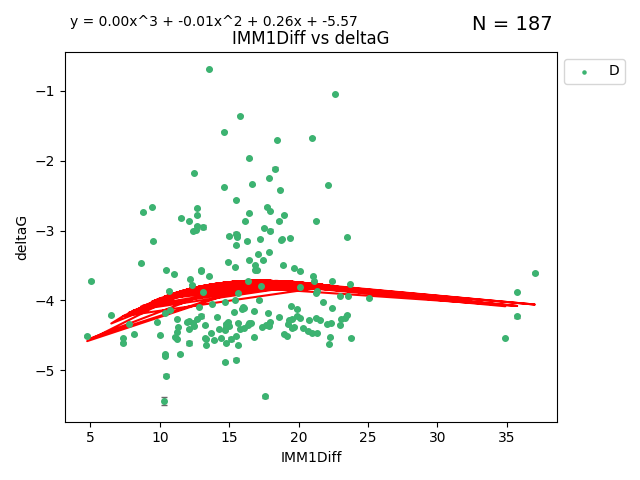 y = 0.00x^3 + -0.01x^2 + 0.26x + -5.57
N = 187
IMM1Diff vs deltaG
D
−1
−2
−3
−4
−5
deltaG
5
10
15
20
25
30
35
IMM1Diff